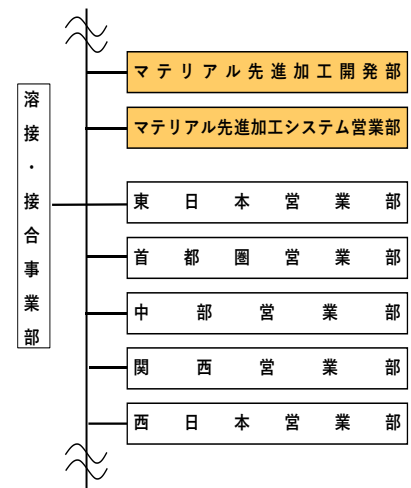 溶接・接合事業部
マテリアル先進加工開発部
マテリアル先進加工システム営業部
東日本営業部
首都圏営業部
中部営業部
関西営業部
西日本営業部